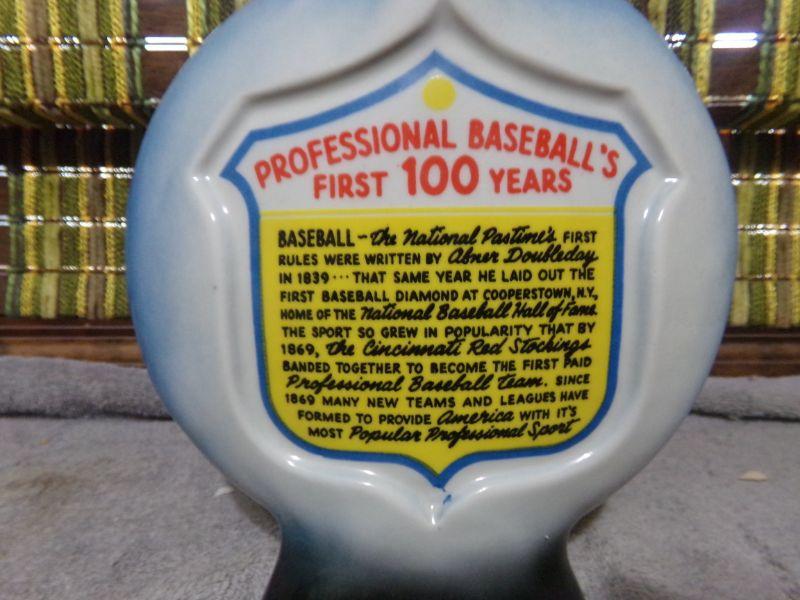 PROFESSIONAL BASEBALL'S
FIRST 100 YEARS
BASEBALL - the National Pastime's FIRST
RULES WERE WRITTEN BY Abner Doubleday
IN 1839 ··· THAT SAME YEAR HE LAID OUT THE
FIRST BASEBALL DIAMOND AT COOPERSTOWN, N.Y.,
HOME OF THE National Baseball Hall of Fame.
THE SPORT SO GREW IN POPULARITY THAT BY
1869, the Cincinnati Red Stockings
BANDED TOGETHER TO BECOME THE FIRST PAID
Professional Baseball team. SINCE
1869 MANY NEW TEAMS AND LEAGUES HAVE
FORMED TO PROVIDE America WITH IT'S
MOST Popular Professional Sport